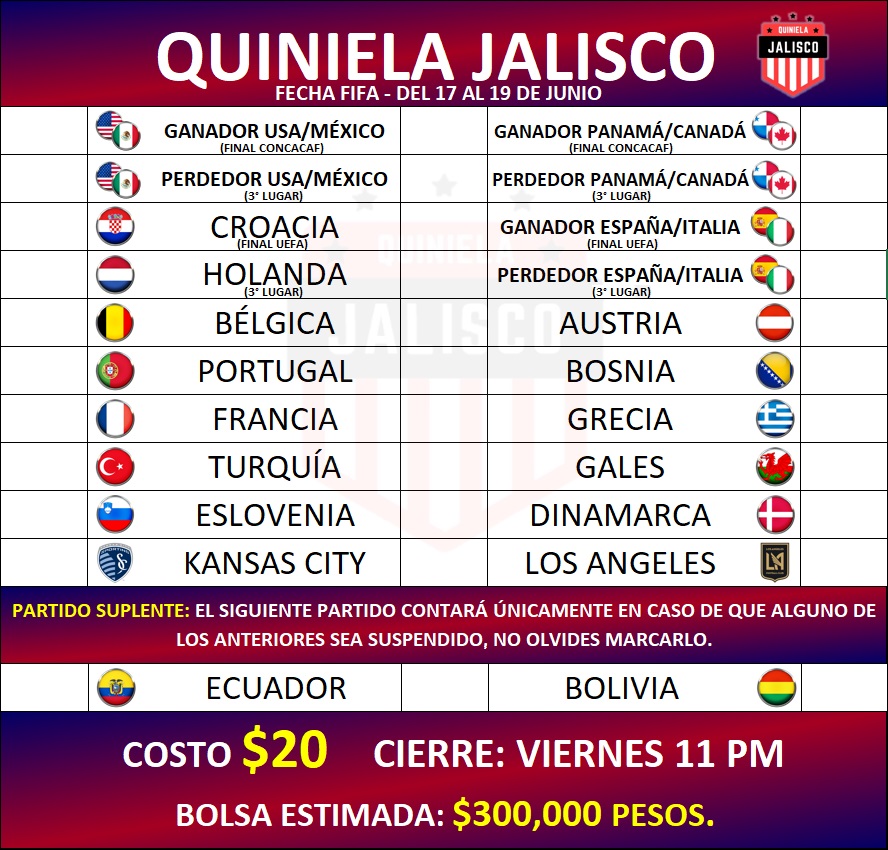 QUINIELA JALISCO
QUINIELA
JALISCO
FECHA FIFA - DEL 17 AL 19 DE JUNIO
GANADOR USA/MÉXICO
(FINAL CONCACAF)
GANADOR PANAMÁ/CANADÁ
(FINAL CONCACAF)
PERDEDOR USA/MÉXICO
(3° LUGAR)
PERDEDOR PANAMÁ/CANADÁ
(3° LUGAR)
CROACIA
(FINAL UEFA)
GANADOR ESPAÑA/ITALIA
(FINAL UEFA)
HOLANDA
(3° LUGAR)
PERDEDOR ESPAÑA/ITALIA
(3° LUGAR)
QUINIELA
JALISCO
BÉLGICA
AUSTRIA
PORTUGAL
BOSNIA
FRANCIA
GRECIA
TURQUÍA
GALES
ESLOVENIA
DINAMARCA
KANSAS CITY
LOS ANGELES
PARTIDO SUPLENTE: EL SIGUIENTE PARTIDO CONTARÁ ÚNICAMENTE EN CASO DE QUE ALGUNO DE
LOS ANTERIORES SEA SUSPENDIDO, NO OLVIDES MARCARLO.
ECUADOR
BOLIVIA
COSTO $20 CIERRE: VIERNES 11 PM
BOLSA ESTIMADA: $300,000 PESOS.